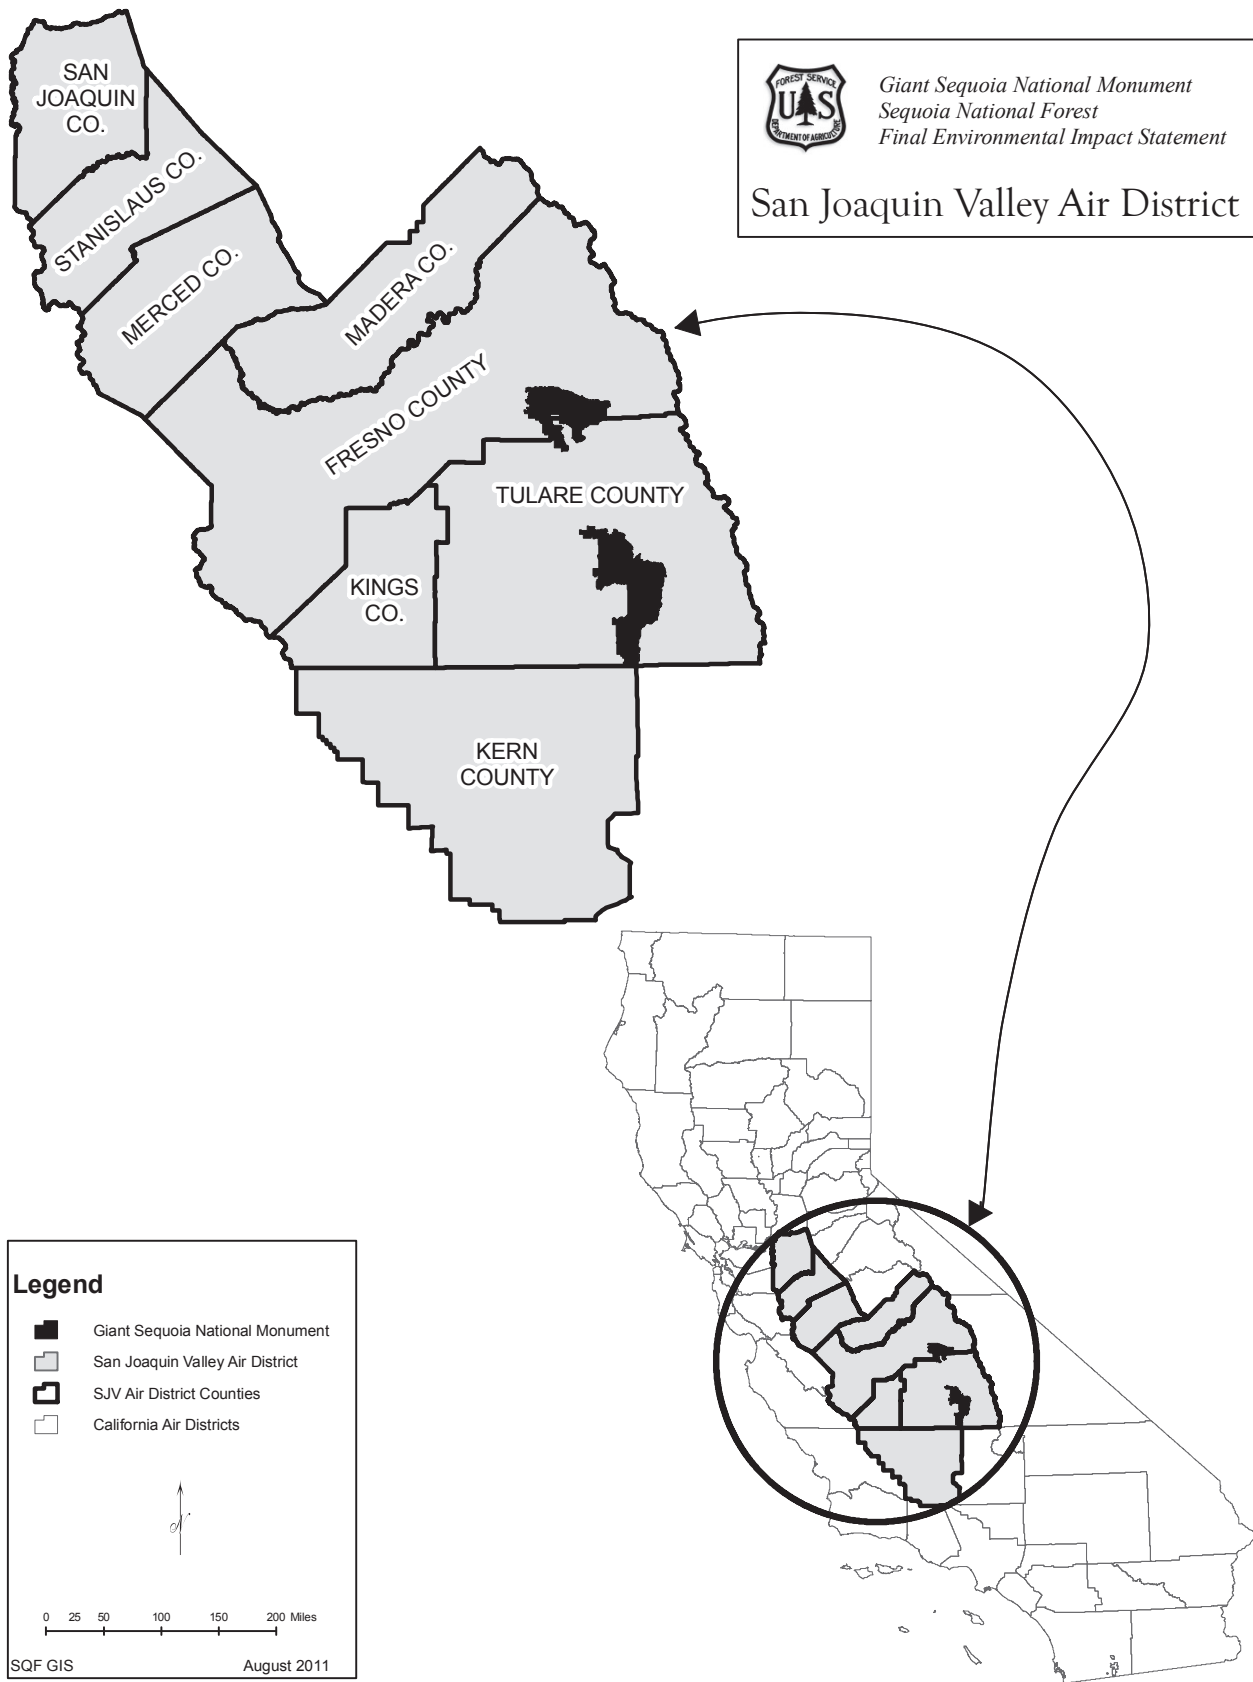 SAN
JOAQUIN
CO.
STANISLAUS CO.
MERCED CO.
MADERA CO.
FRESNO COUNTY
TULARE COUNTY
KINGS
CO.
KERN
COUNTY
FOREST SERVICE
U S
DEPARTMENT OF AGRICULTURE
Giant Sequoia National Monument
Sequoia National Forest
Final Environmental Impact Statement
San Joaquin Valley Air District
Legend
Giant Sequoia National Monument
San Joaquin Valley Air District
SJV Air District Counties
California Air Districts
N
0 25 50 100 150 200 Miles
SQF GIS August 2011